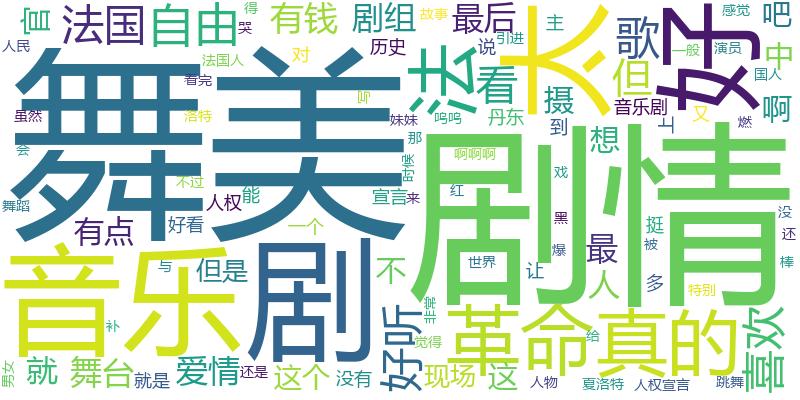 官
法国
自由
有钱
得
哭
剧组
故事
最后
主
感觉
吧
人民
对
历史
说
引进
歌
一般
演员
中
法国人
看完
叫
法
看
太
但
好
国人
虽然
洛特
妹妹
呜呜
摄
丹东
音乐剧
啊
舞美
那
到
上
又
燃
会
时候
啊啊啊
想
剧情
不过
能
宣言
来
红
戏
舞蹈
人权
有点
好看
一个
黑
挺
没
还
最
被
音乐
剧
与
但是
不
世界
爆
让
人
多
棒
特别
好听
非常
革命
真的
喜欢
补
觉得
给
男女
就
舞台
就是
爱情
还是
这个
没有
现场
这
人物
夏洛特
人权宣言
跳舞